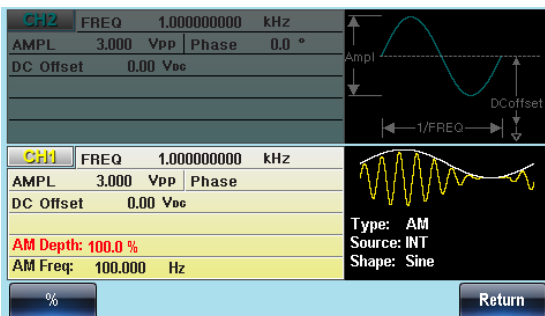 CH2 FREQ 1.000000000 kHz
AMPL 3.000 Vpp Phase 0.0 °
DC Offset 0.00 VDC
Ampl
DCoffset
1/FREQ
CH1 FREQ 1.000000000 kHz
AMPL 3.000 Vpp Phase
DC Offset 0.00 VDC
AM Depth: 100.0 %
AM Freq: 100.000 Hz
Type: AM
Source: INT
Shape: Sine
% Return